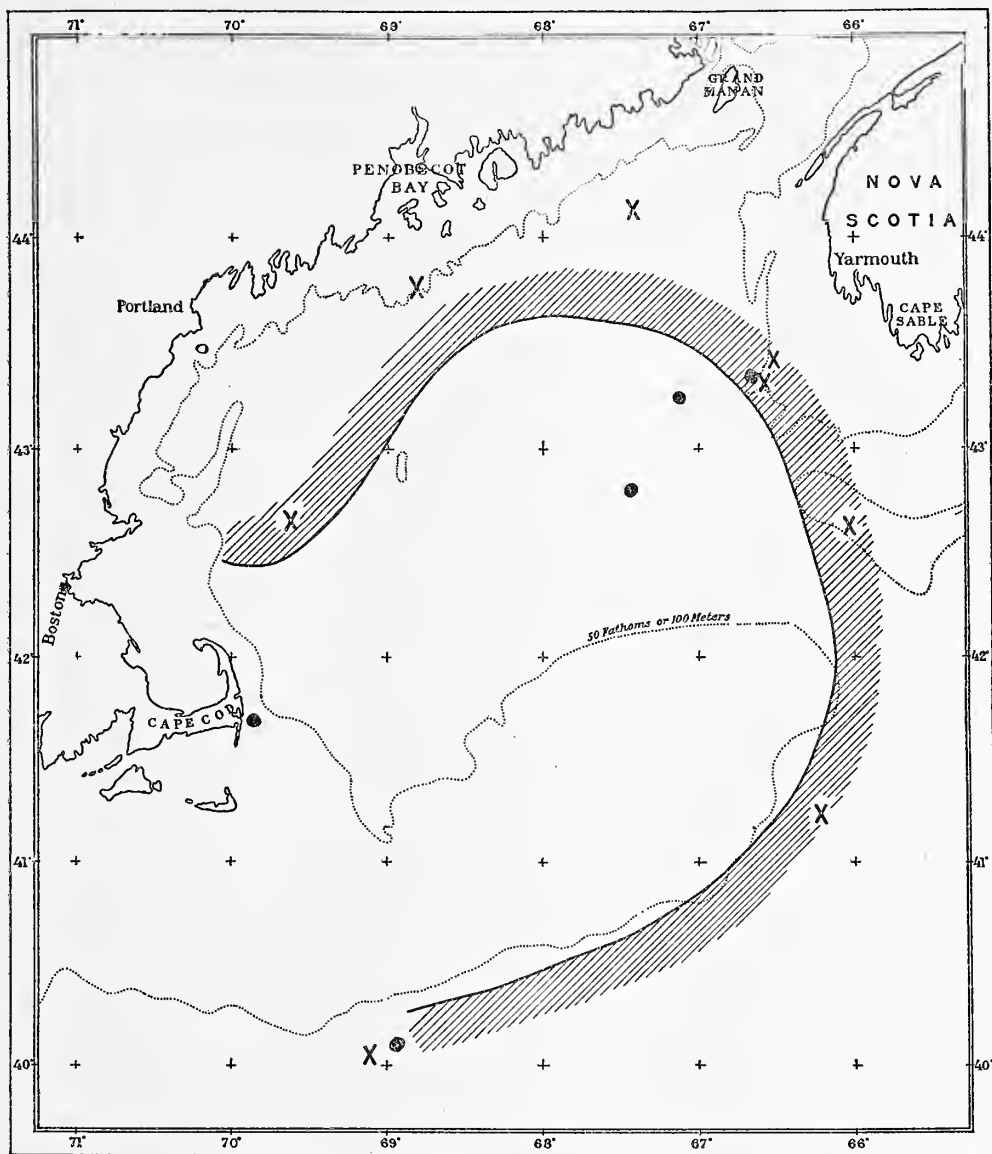 71° 70° 69° 68° 67° 66°
GRAND
MANAN
PENOBSCOT
BAY
NOVA
SCOTIA
44° 44°
Yarmouth
Portland
CAPE
SABLE
43° 43°
Boston
50 Fathoms or 100 Meters
42° 42°
CAPE COD
41° 41°
40° 40°
71° 70° 69° 68° 67° 66°